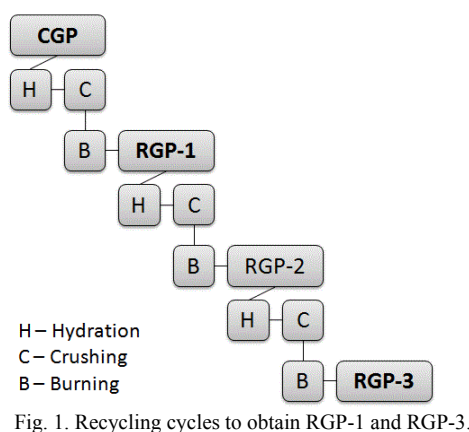 CGP
H C
B RGP-1
H C
B RGP-2
H C
B RGP-3
H – Hydration
C – Crushing
B – Burning
Fig. 1. Recycling cycles to obtain RGP-1 and RGP-3.